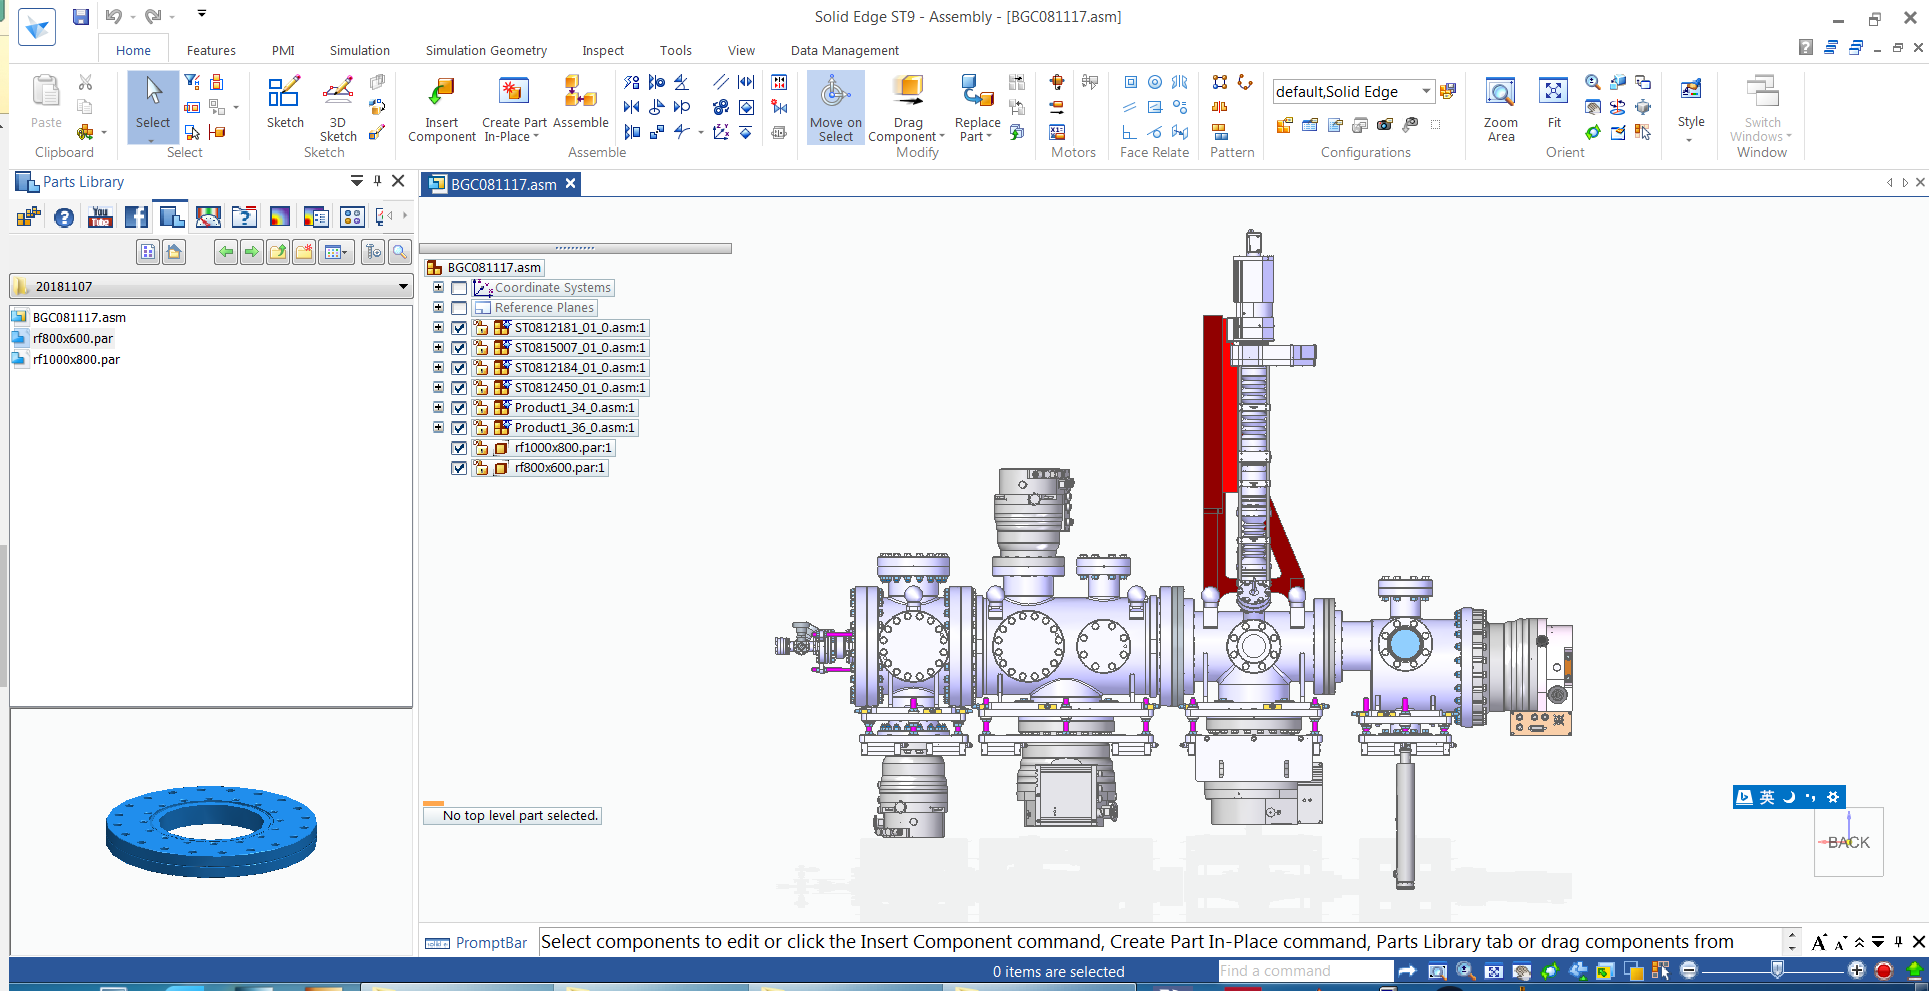 Solid Edge ST9 - Assembly - [BGC081117.asm]
Home Features PMI Simulation Simulation Geometry Inspect Tools View Data Management
Paste
Clipboard
Select
Select
Sketch
3D Sketch
Sketch
Insert Component
Create Part In-Place
Assembly
Assemble
Move on Select
Drag Component
Replace Part
Modify
Motors
Face Relate
Pattern
default,Solid Edge
Configurations
Zoom Area
Fit
Orient
Style
Switch Windows
Window
Parts Library
BGC081117.asm
You Tube
20181107
BGC081117.asm
rf800x600.par
rf1000x800.par
BGC081117.asm
Coordinate Systems
Reference Planes
ST0812181_01_0.asm:1
ST0815007_01_0.asm:1
ST0812184_01_0.asm:1
ST0812450_01_0.asm:1
Product1_34_0.asm:1
Product1_36_0.asm:1
rf1000x800.par:1
rf800x600.par:1
No top level part selected.
英
BACK
PromptBar
Select components to edit or click the Insert Component command, Create Part In-Place command, Parts Library tab or drag components from
0 items are selected
Find a command